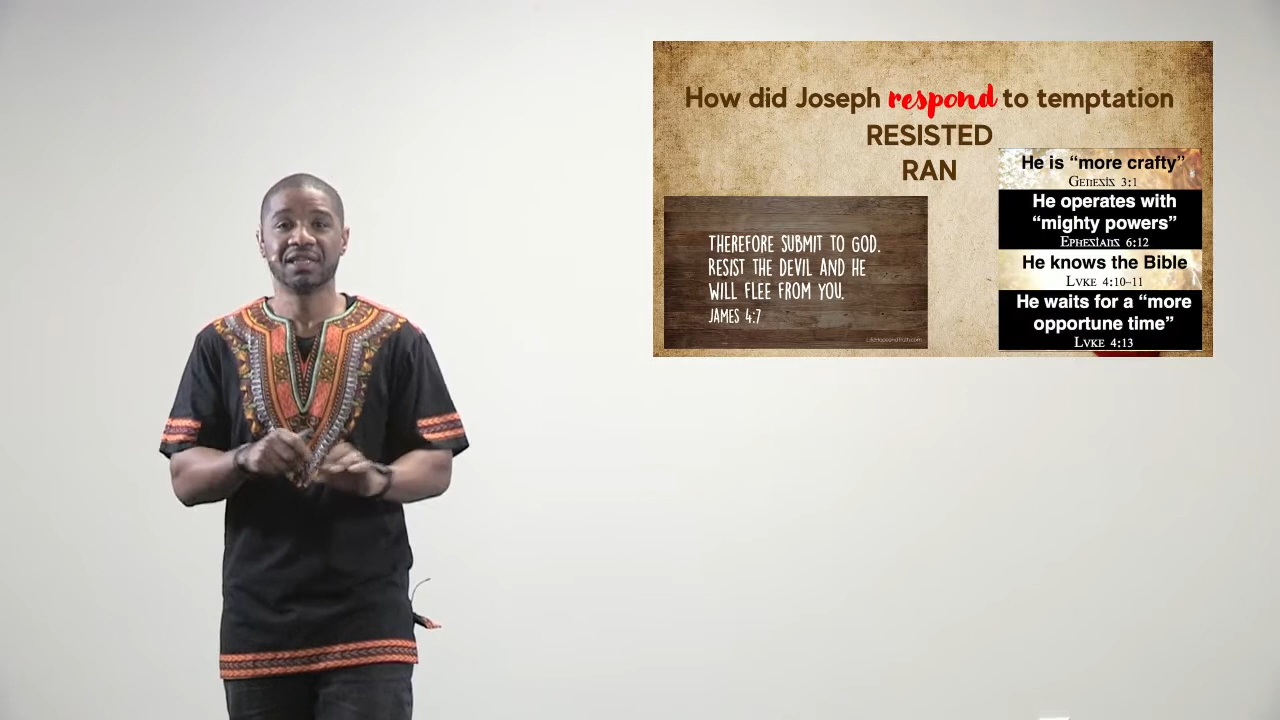 How did Joseph respond to temptation
RESISTED
RAN
THEREFORE SUBMIT TO GOD.
RESIST THE DEVIL AND HE
WILL FLEE FROM YOU.
JAMES 4:7
LifeHopeandTruth.com
He is “more crafty”
Genesis 3:1
He operates with
“mighty powers”
Ephesians 6:12
He knows the Bible
Luke 4:10–11
He waits for a “more
opportune time”
Luke 4:13